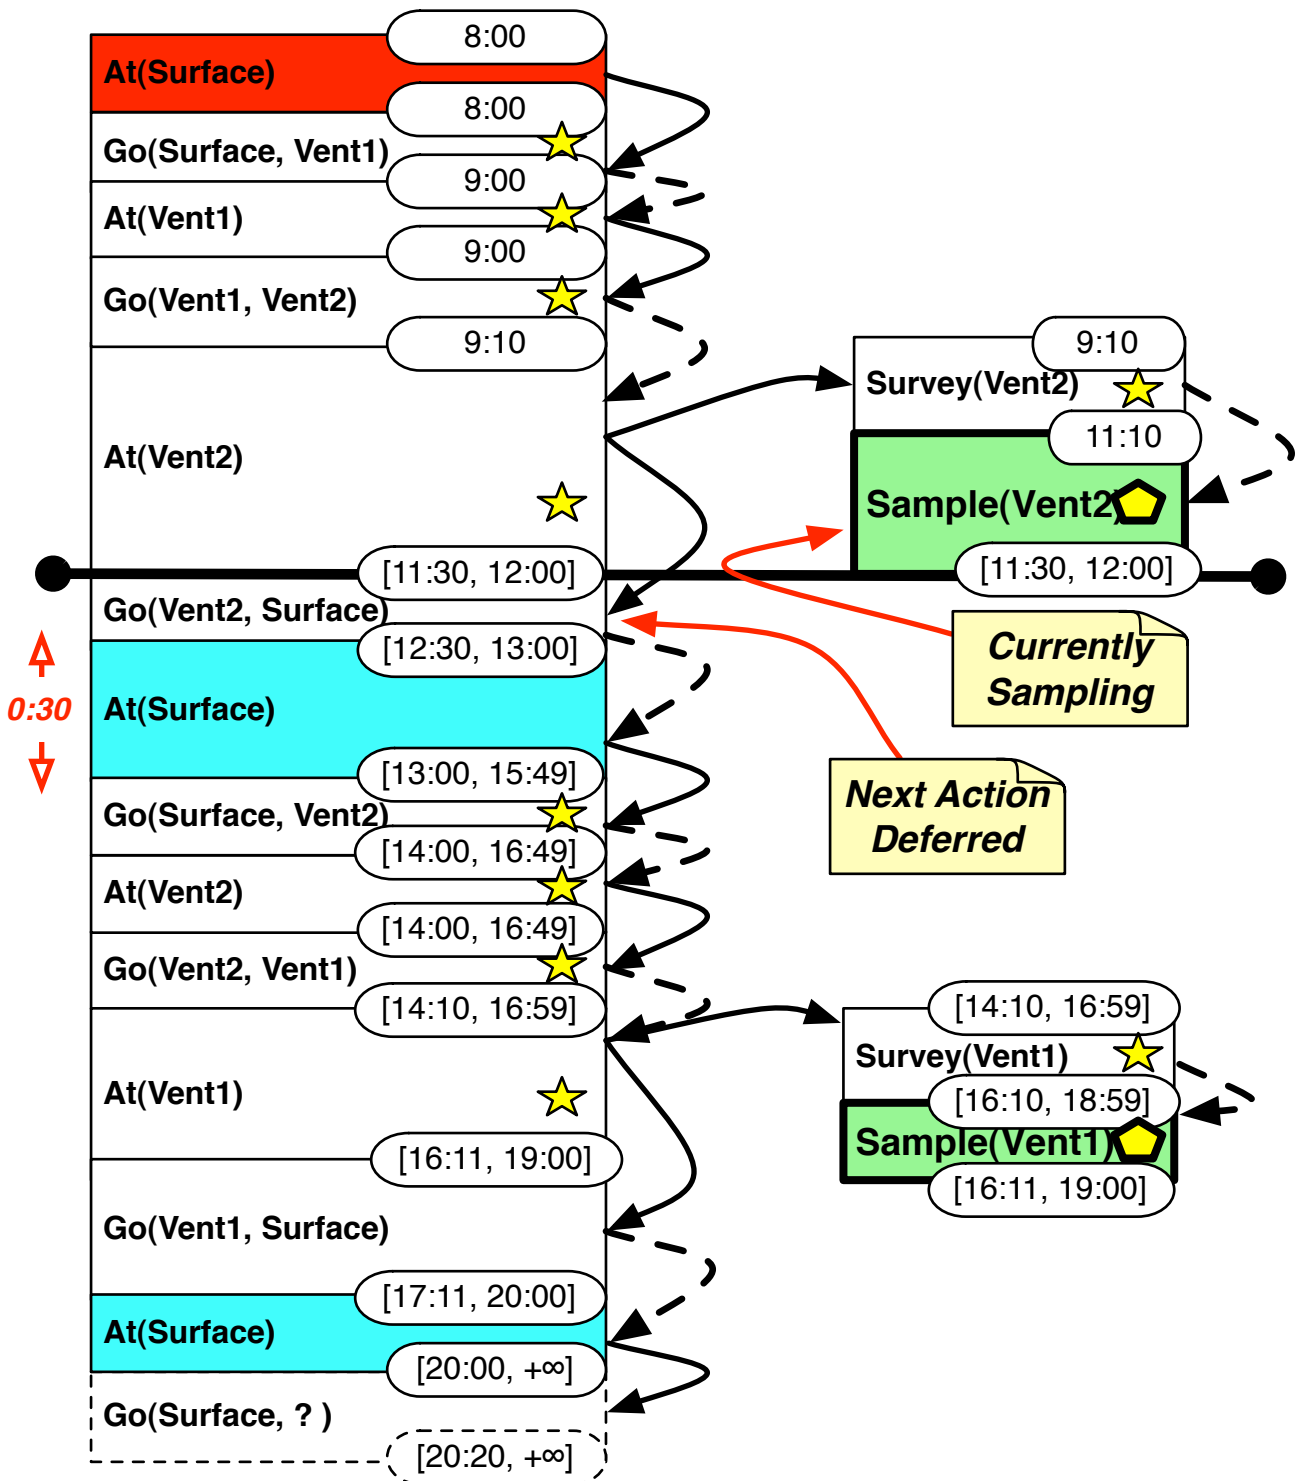 8:00
At(Surface)
8:00
Go(Surface, Vent1)
9:00
At(Vent1)
9:00
Go(Vent1, Vent2)
9:10
At(Vent2)
[11:30, 12:00]
Go(Vent2, Surface)
[12:30, 13:00]
0:30
At(Surface)
[13:00, 15:49]
Go(Surface, Vent2)
[14:00, 16:49]
At(Vent2)
[14:00, 16:49]
Go(Vent2, Vent1)
[14:10, 16:59]
At(Vent1)
[16:11, 19:00]
Go(Vent1, Surface)
[17:11, 20:00]
At(Surface)
[20:00, +∞]
Go(Surface, ? )
[20:20, +∞]
9:10
Survey(Vent2)
11:10
Sample(Vent2)
[11:30, 12:00]
Currently
Sampling
Next Action
Deferred
[14:10, 16:59]
Survey(Vent1)
[16:10, 18:59]
Sample(Vent1)
[16:11, 19:00]